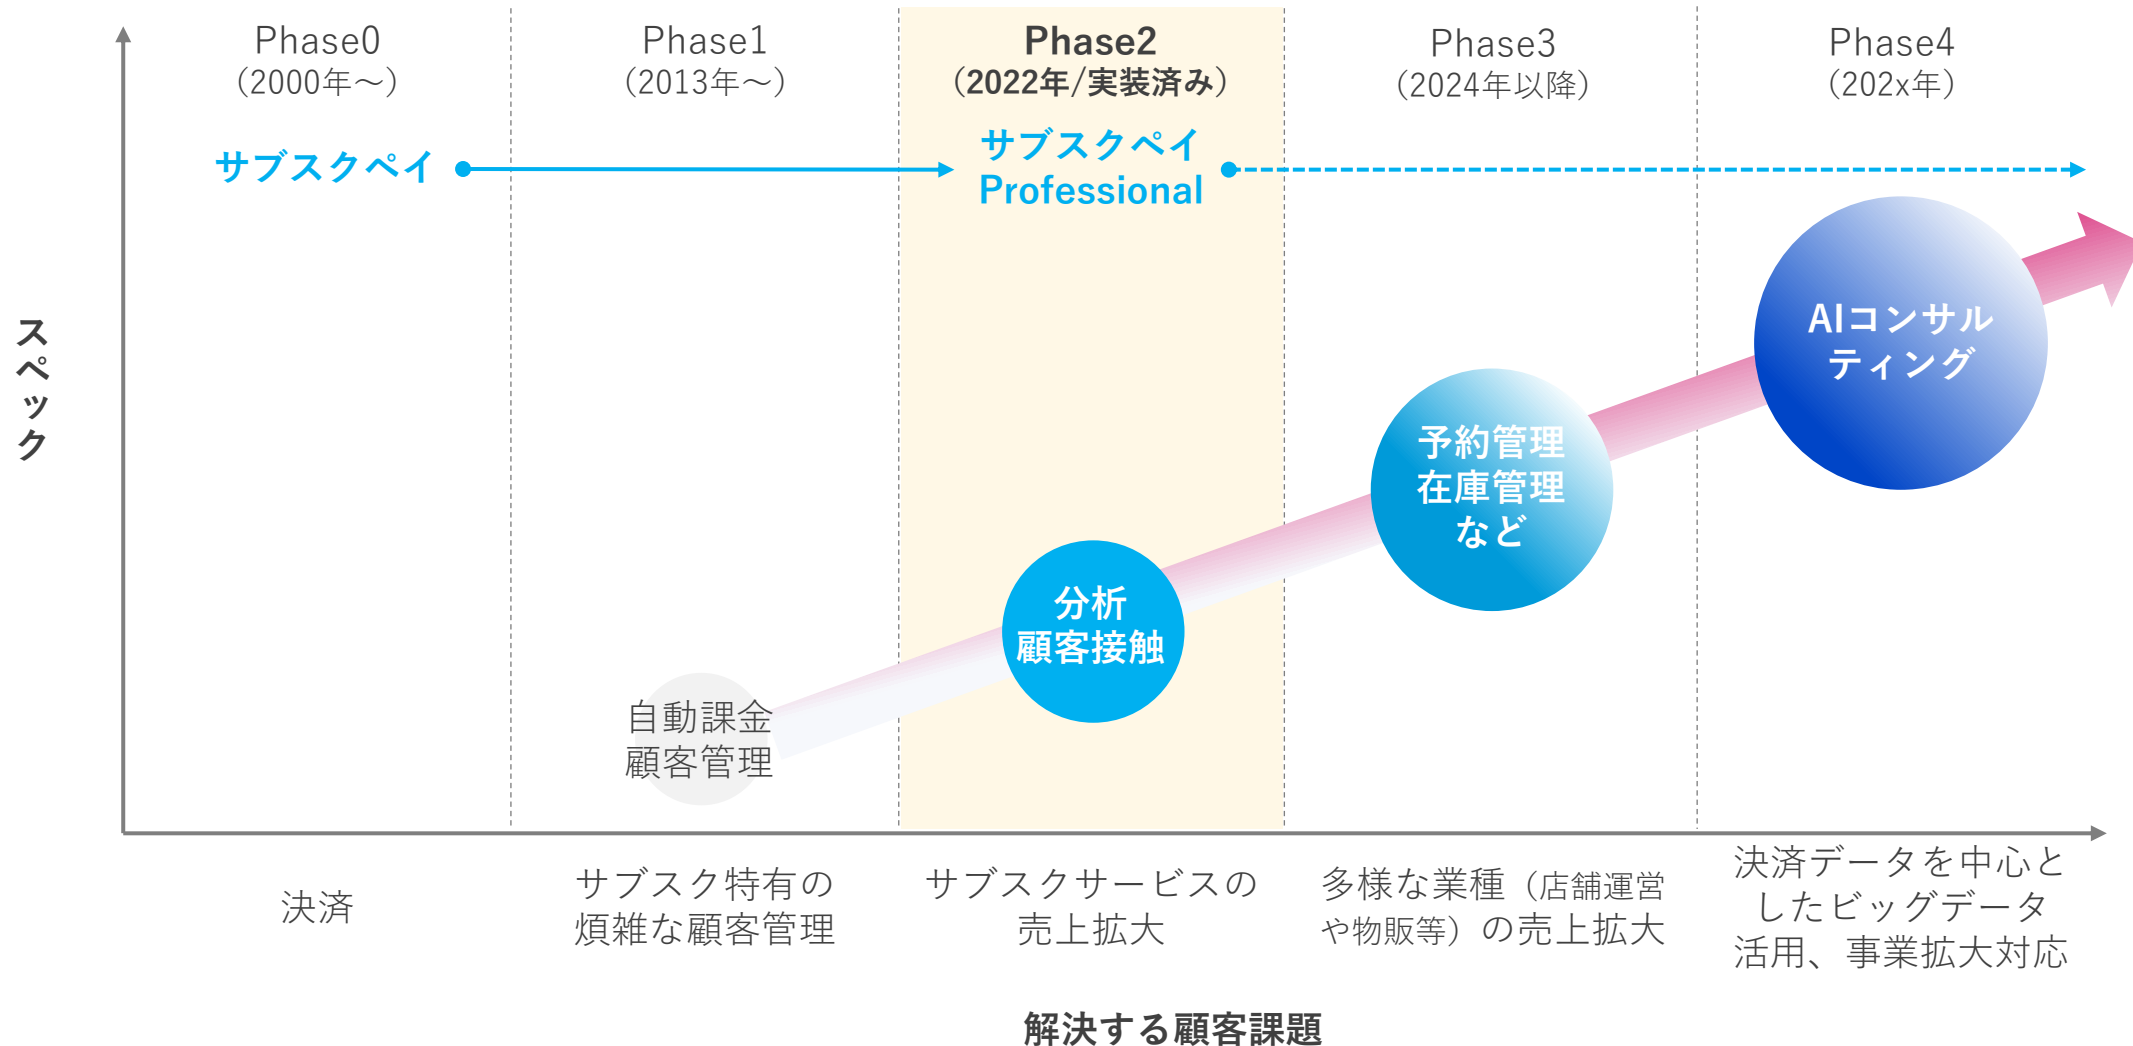 Phase0
（2000年～）
Phase1
（2013年～）
Phase2
（2022年/実装済み）
Phase3
（2024年以降）
Phase4
（202x年）
サブスクペイ
サブスクペイ
Professional
スペック
AIコンサル
ティング
予約管理
在庫管理
など
分析
顧客接触
自動課金
顧客管理
決済
サブスク特有の
煩雑な顧客管理
サブスクサービスの
売上拡大
多様な業種（店舗運営
や物販等）の売上拡大
決済データを中心と
したビッグデータ
活用、事業拡大対応
解決する顧客課題